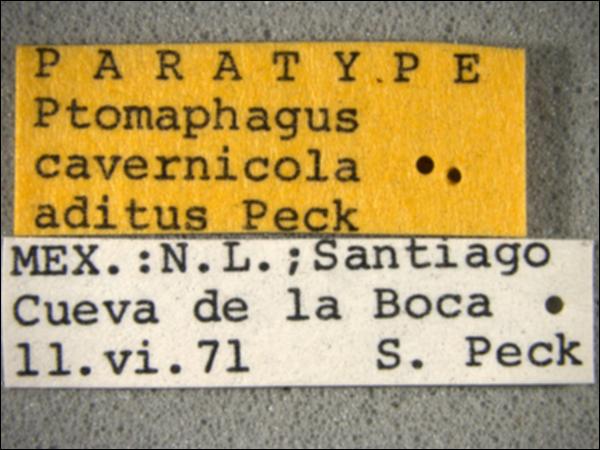 PARATYPE
Ptomaphagus
cavernicola
aditus Peck
MEX.:N.L.;Santiago
Cueva de la Boca
11.vi.71 S. Peck